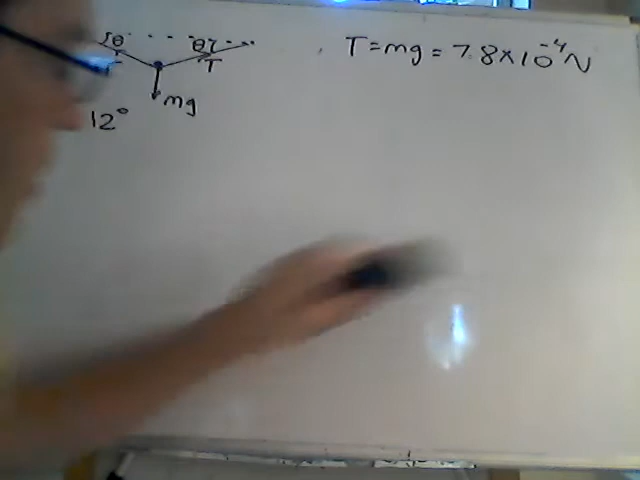 θ θ
T T
mg
12°
T = mg = 7.8 × 10⁻⁴ N